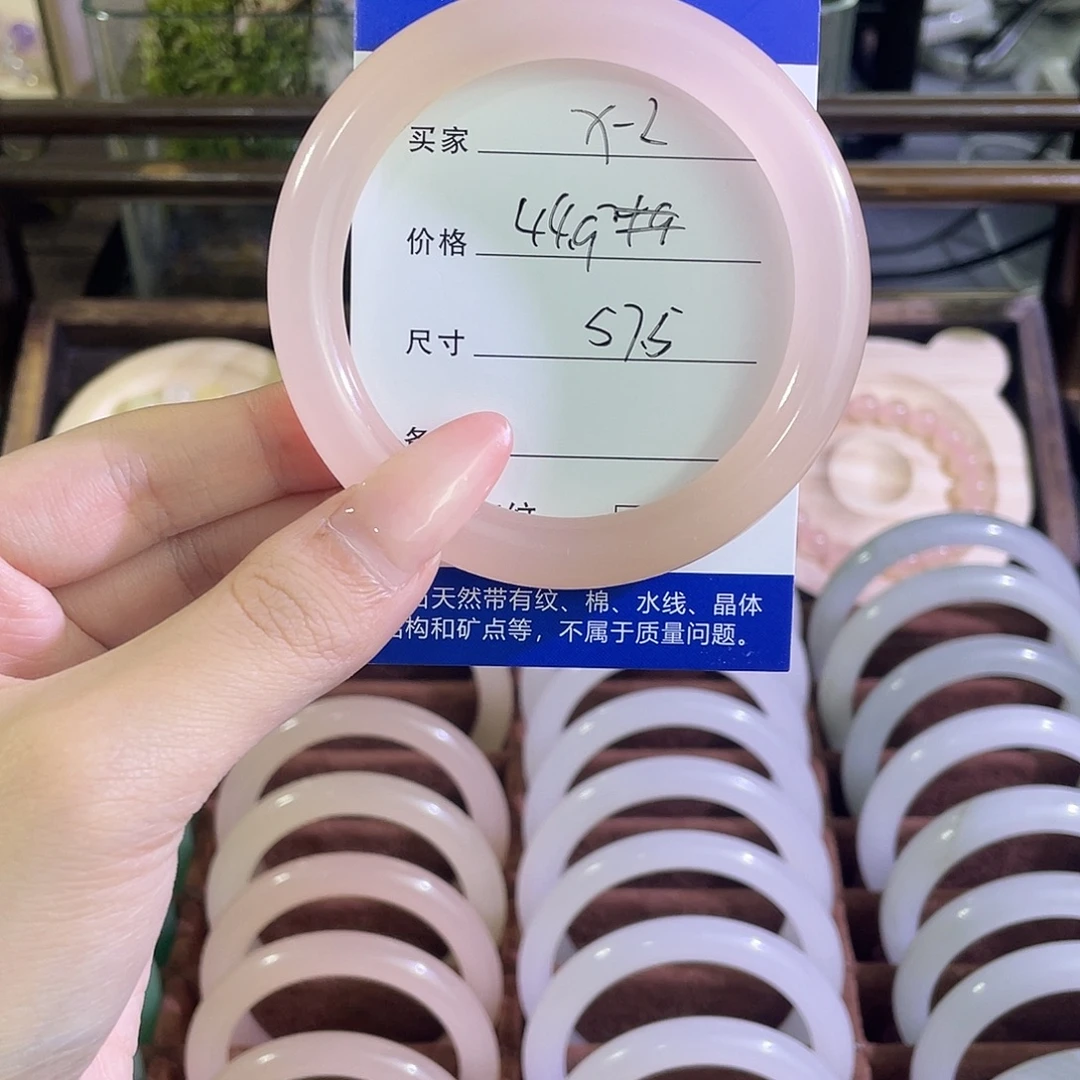 买家 X-2
价格 449
尺寸 57.5
天然带有纹、棉、水线、晶体
构和矿点等，不属于质量问题。